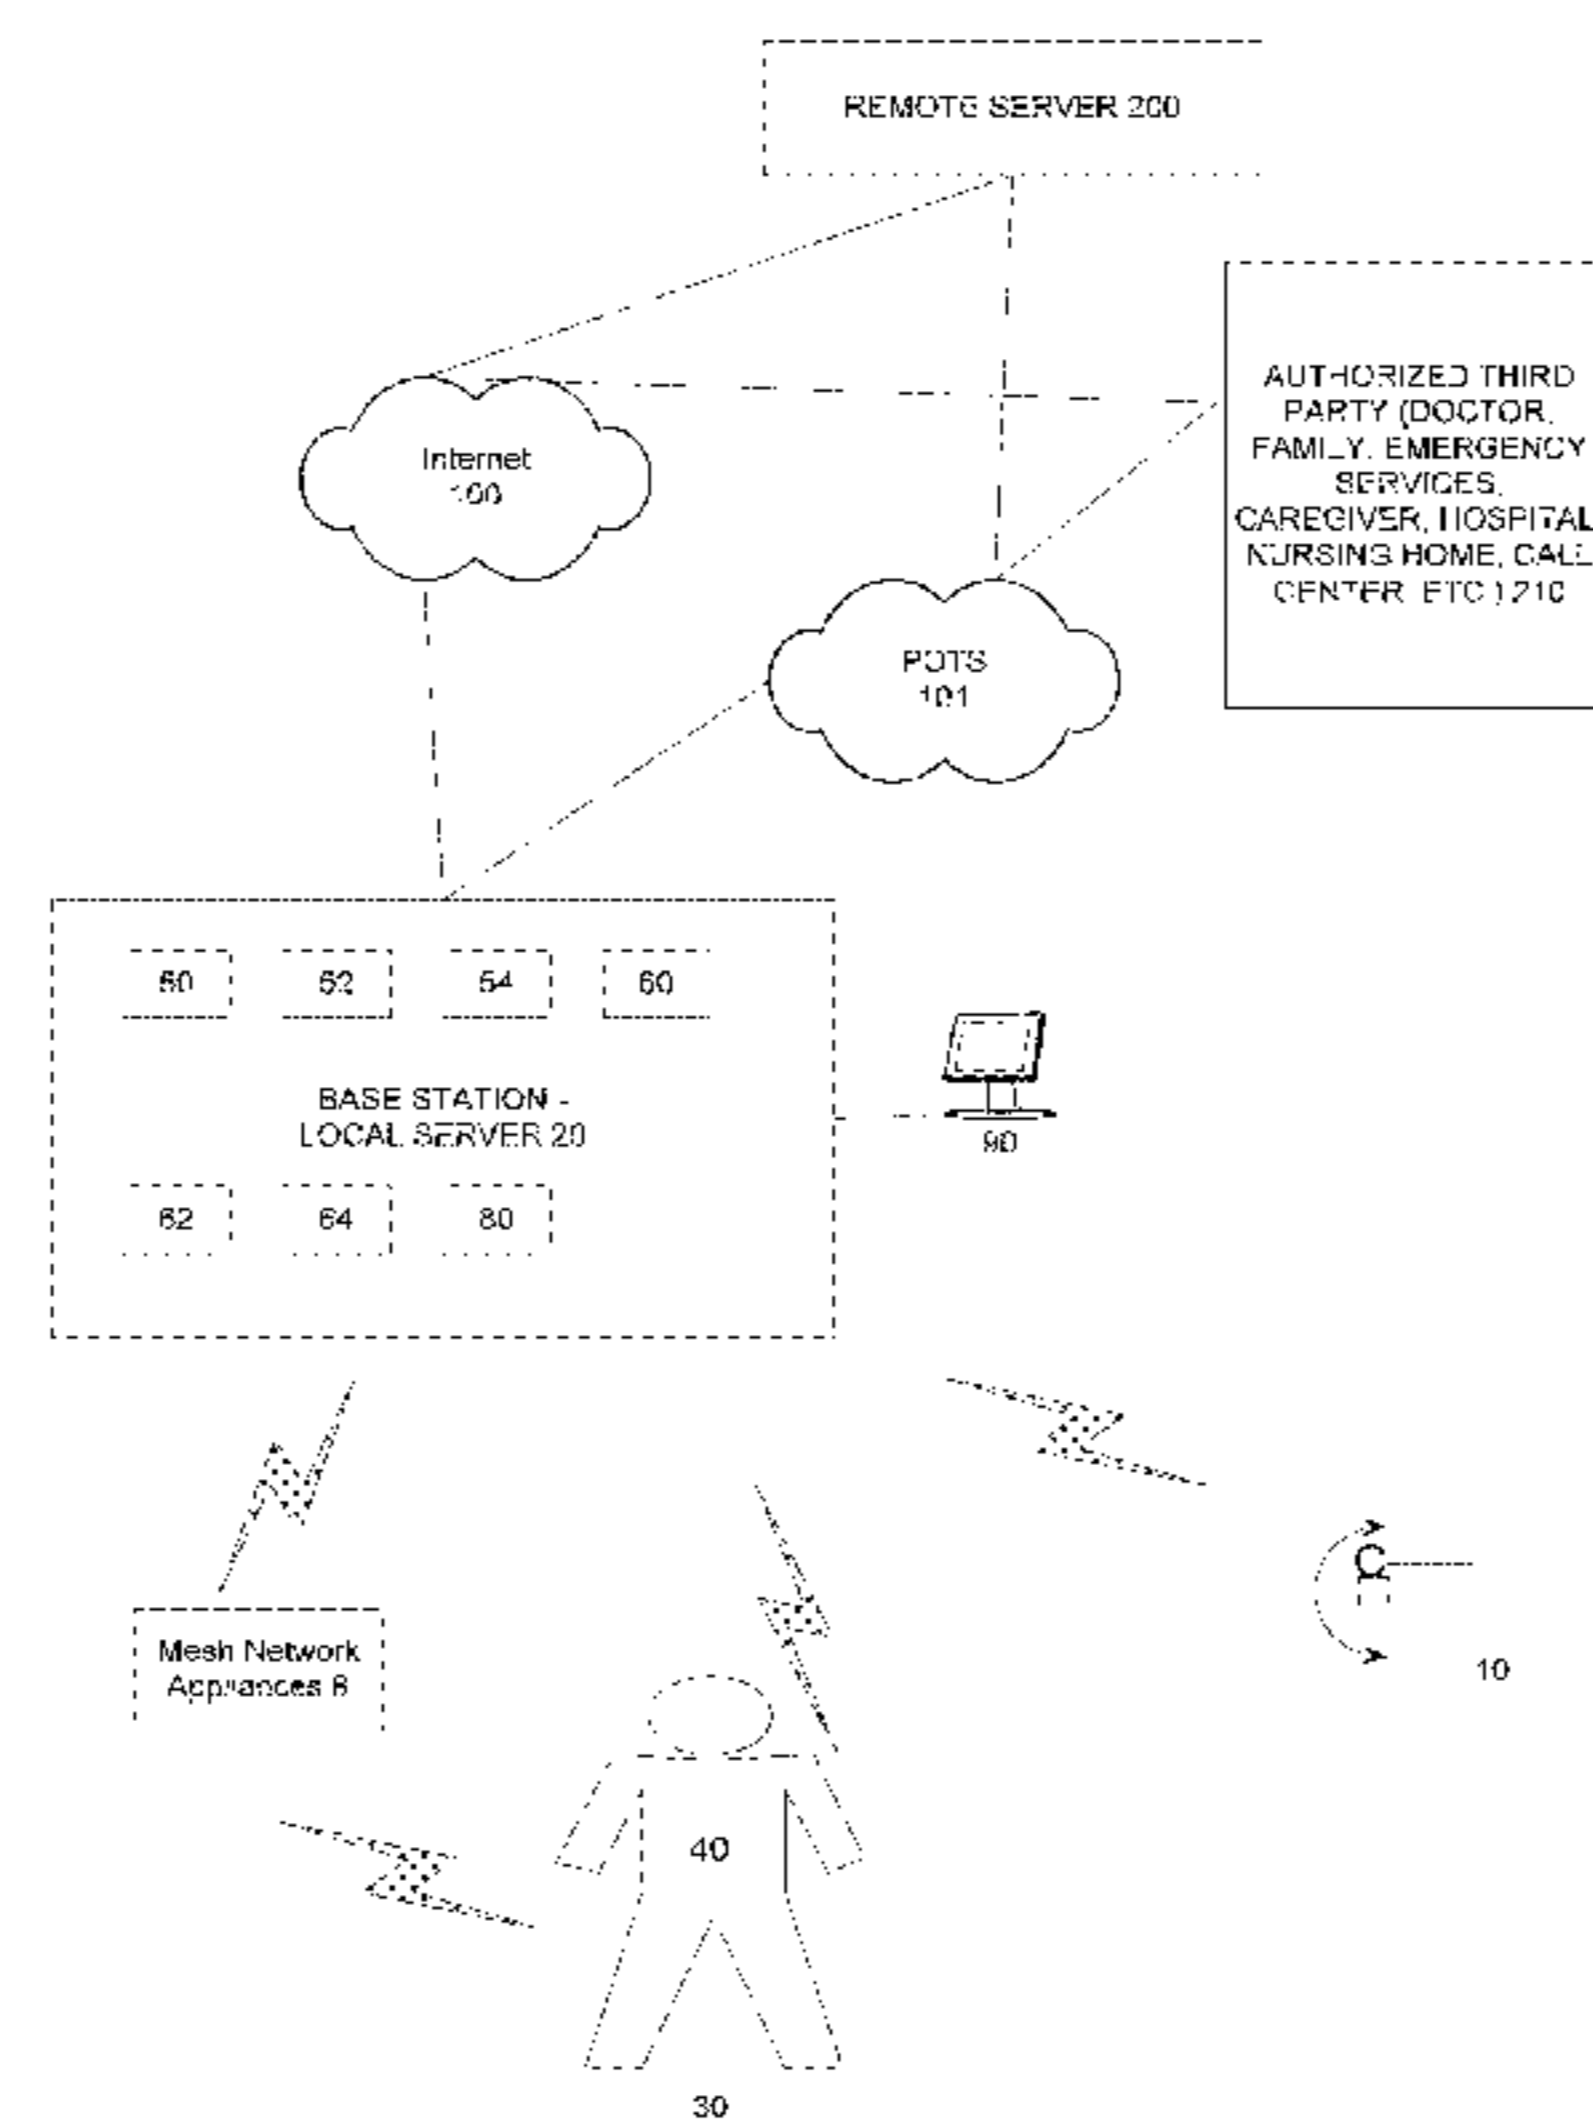 REMOTE SERVER 200
AUTHORIZED THIRD
PARTY (DOCTOR,
FAMILY, EMERGENCY
SERVICES,
CAREGIVER, HOSPITAL
NURSING HOME, CALL
CENTER, ETC.) 210
Internet
100
POTS
101
52
54
60
BASE STATION -
LOCAL SERVER 20
90
62
64
80
10
Mesh Network
Appliances 8
40
30